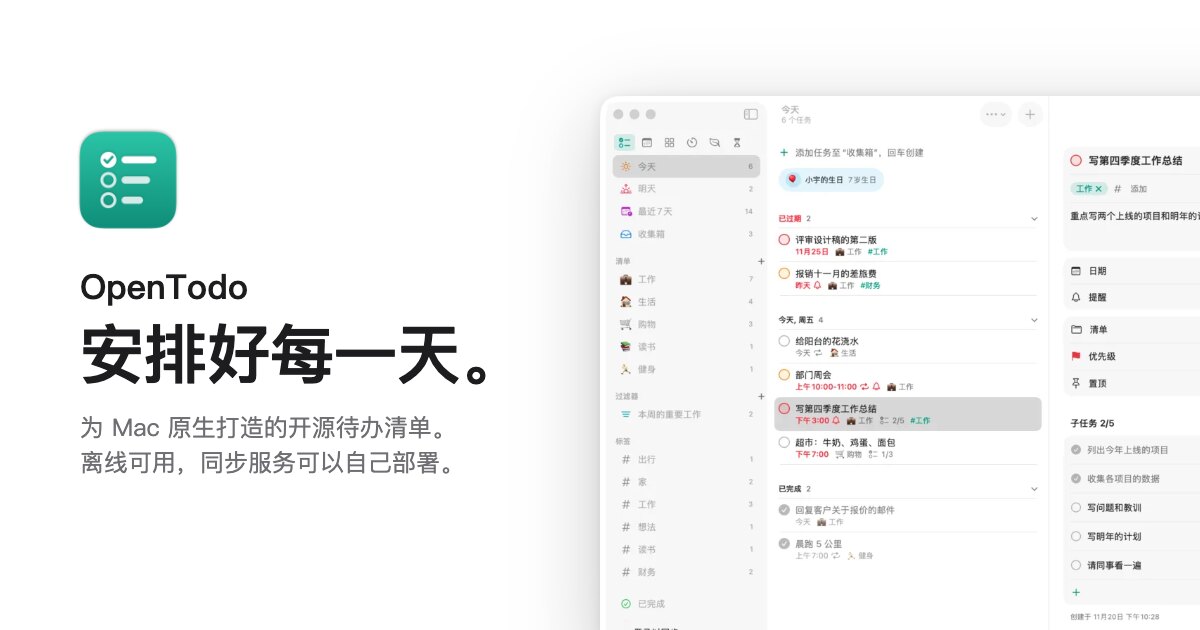 OpenTodo
安排好每一天。
为 Mac 原生打造的开源待办清单。
离线可用，同步服务可以自己部署。
今天 6
明天 2
最近7天 14
收集箱 3
清单
工作 7
生活 4
购物 3
读书 1
健身 1
过滤器
本周的重要工作 2
标签
# 出行 1
# 家 2
# 工作 3
# 想法 1
# 读书 1
# 财务 2
已完成
今天
6 个任务
添加任务至“收集箱”，回车创建
小宇的生日 7岁生日
已过期 2
评审设计稿的第二版
11月25日 工作 #工作
报销十一月的差旅费
昨天 工作 #财务
今天, 周五 4
给阳台的花浇水
今天 生活
部门周会
上午10:00-11:00 工作
写第四季度工作总结
下午3:00 工作 2/5 #工作
超市：牛奶、鸡蛋、面包
下午7:00 购物 1/3
已完成 2
回复客户关于报价的邮件
今天 工作
晨跑 5 公里
上午7:00 健身
写第四季度工作总结
工作 × # 添加
重点写两个上线的项目和明年的
日期
提醒
清单
优先级
置顶
子任务 2/5
列出今年上线的项目
收集各项目的数据
写问题和教训
写明年的计划
请同事看一遍
创建于 11月20日 下午10:28